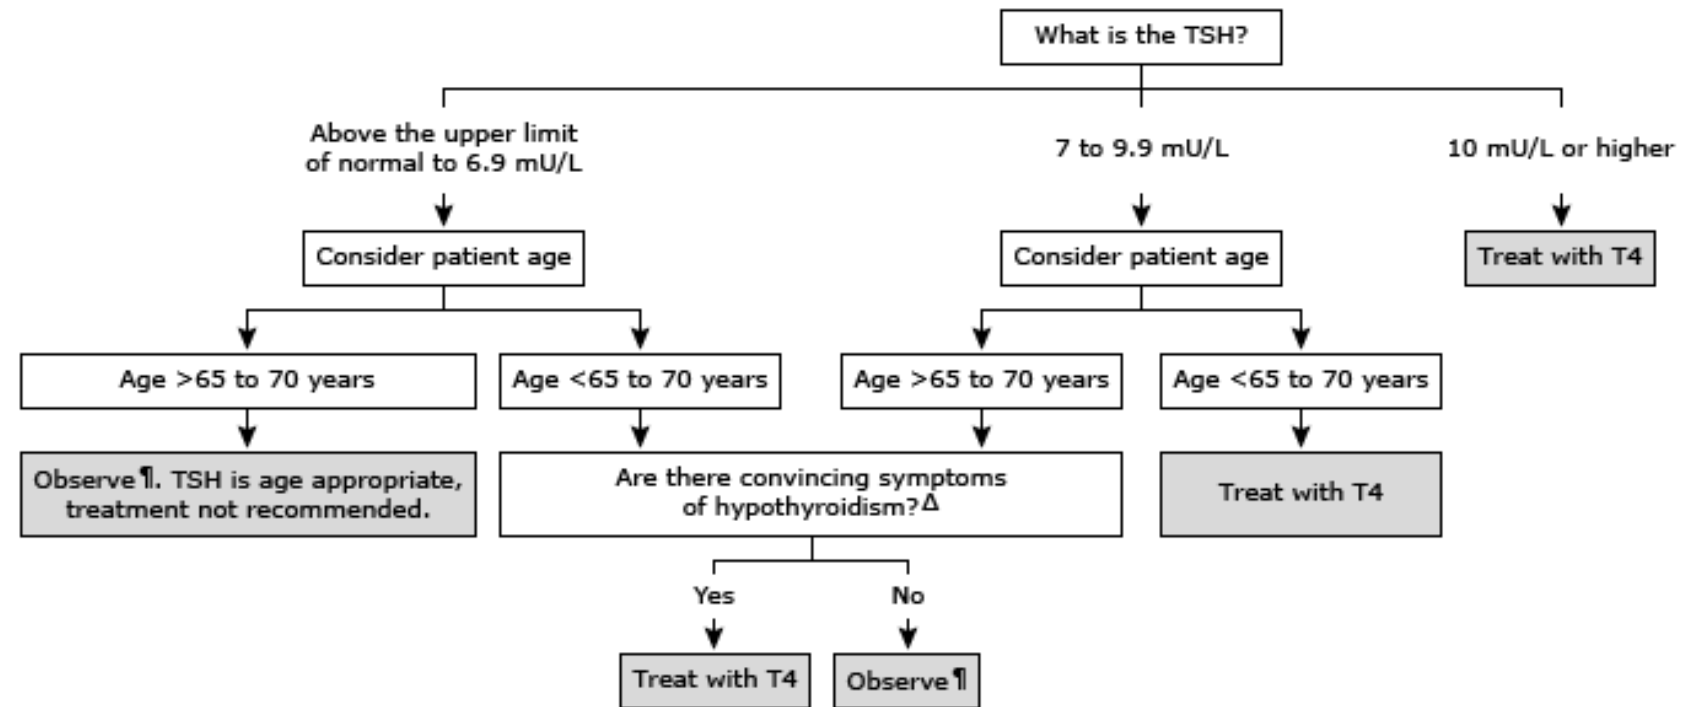 What is the TSH?
Above the upper limit
of normal to 6.9 mU/L
7 to 9.9 mU/L
10 mU/L or higher
Consider patient age
Consider patient age
Treat with T4
Age >65 to 70 years
Age <65 to 70 years
Age >65 to 70 years
Age <65 to 70 years
Observe¶. TSH is age appropriate,
treatment not recommended.
Are there convincing symptoms
of hypothyroidism?Δ
Treat with T4
Yes
No
Treat with T4
Observe¶